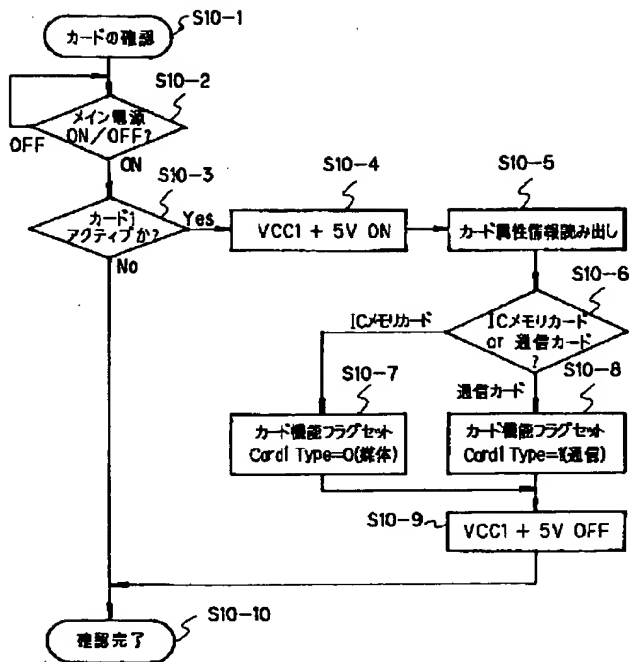 S10-1
カードの確認
S10-2
メイン電源
ON/OFF?
OFF
ON
S10-3
カード1
アクティブか?
Yes
No
S10-4
VCC1 + 5V ON
S10-5
カード属性情報読み出し
S10-6
ICメモリカード
or 通信カード
?
ICメモリカード
通信カード
S10-7
カード機能フラグセット
Card1 Type=0(媒体)
S10-8
カード機能フラグセット
Card1 Type=1(通信)
S10-9
VCC1 + 5V OFF
S10-10
確認完了